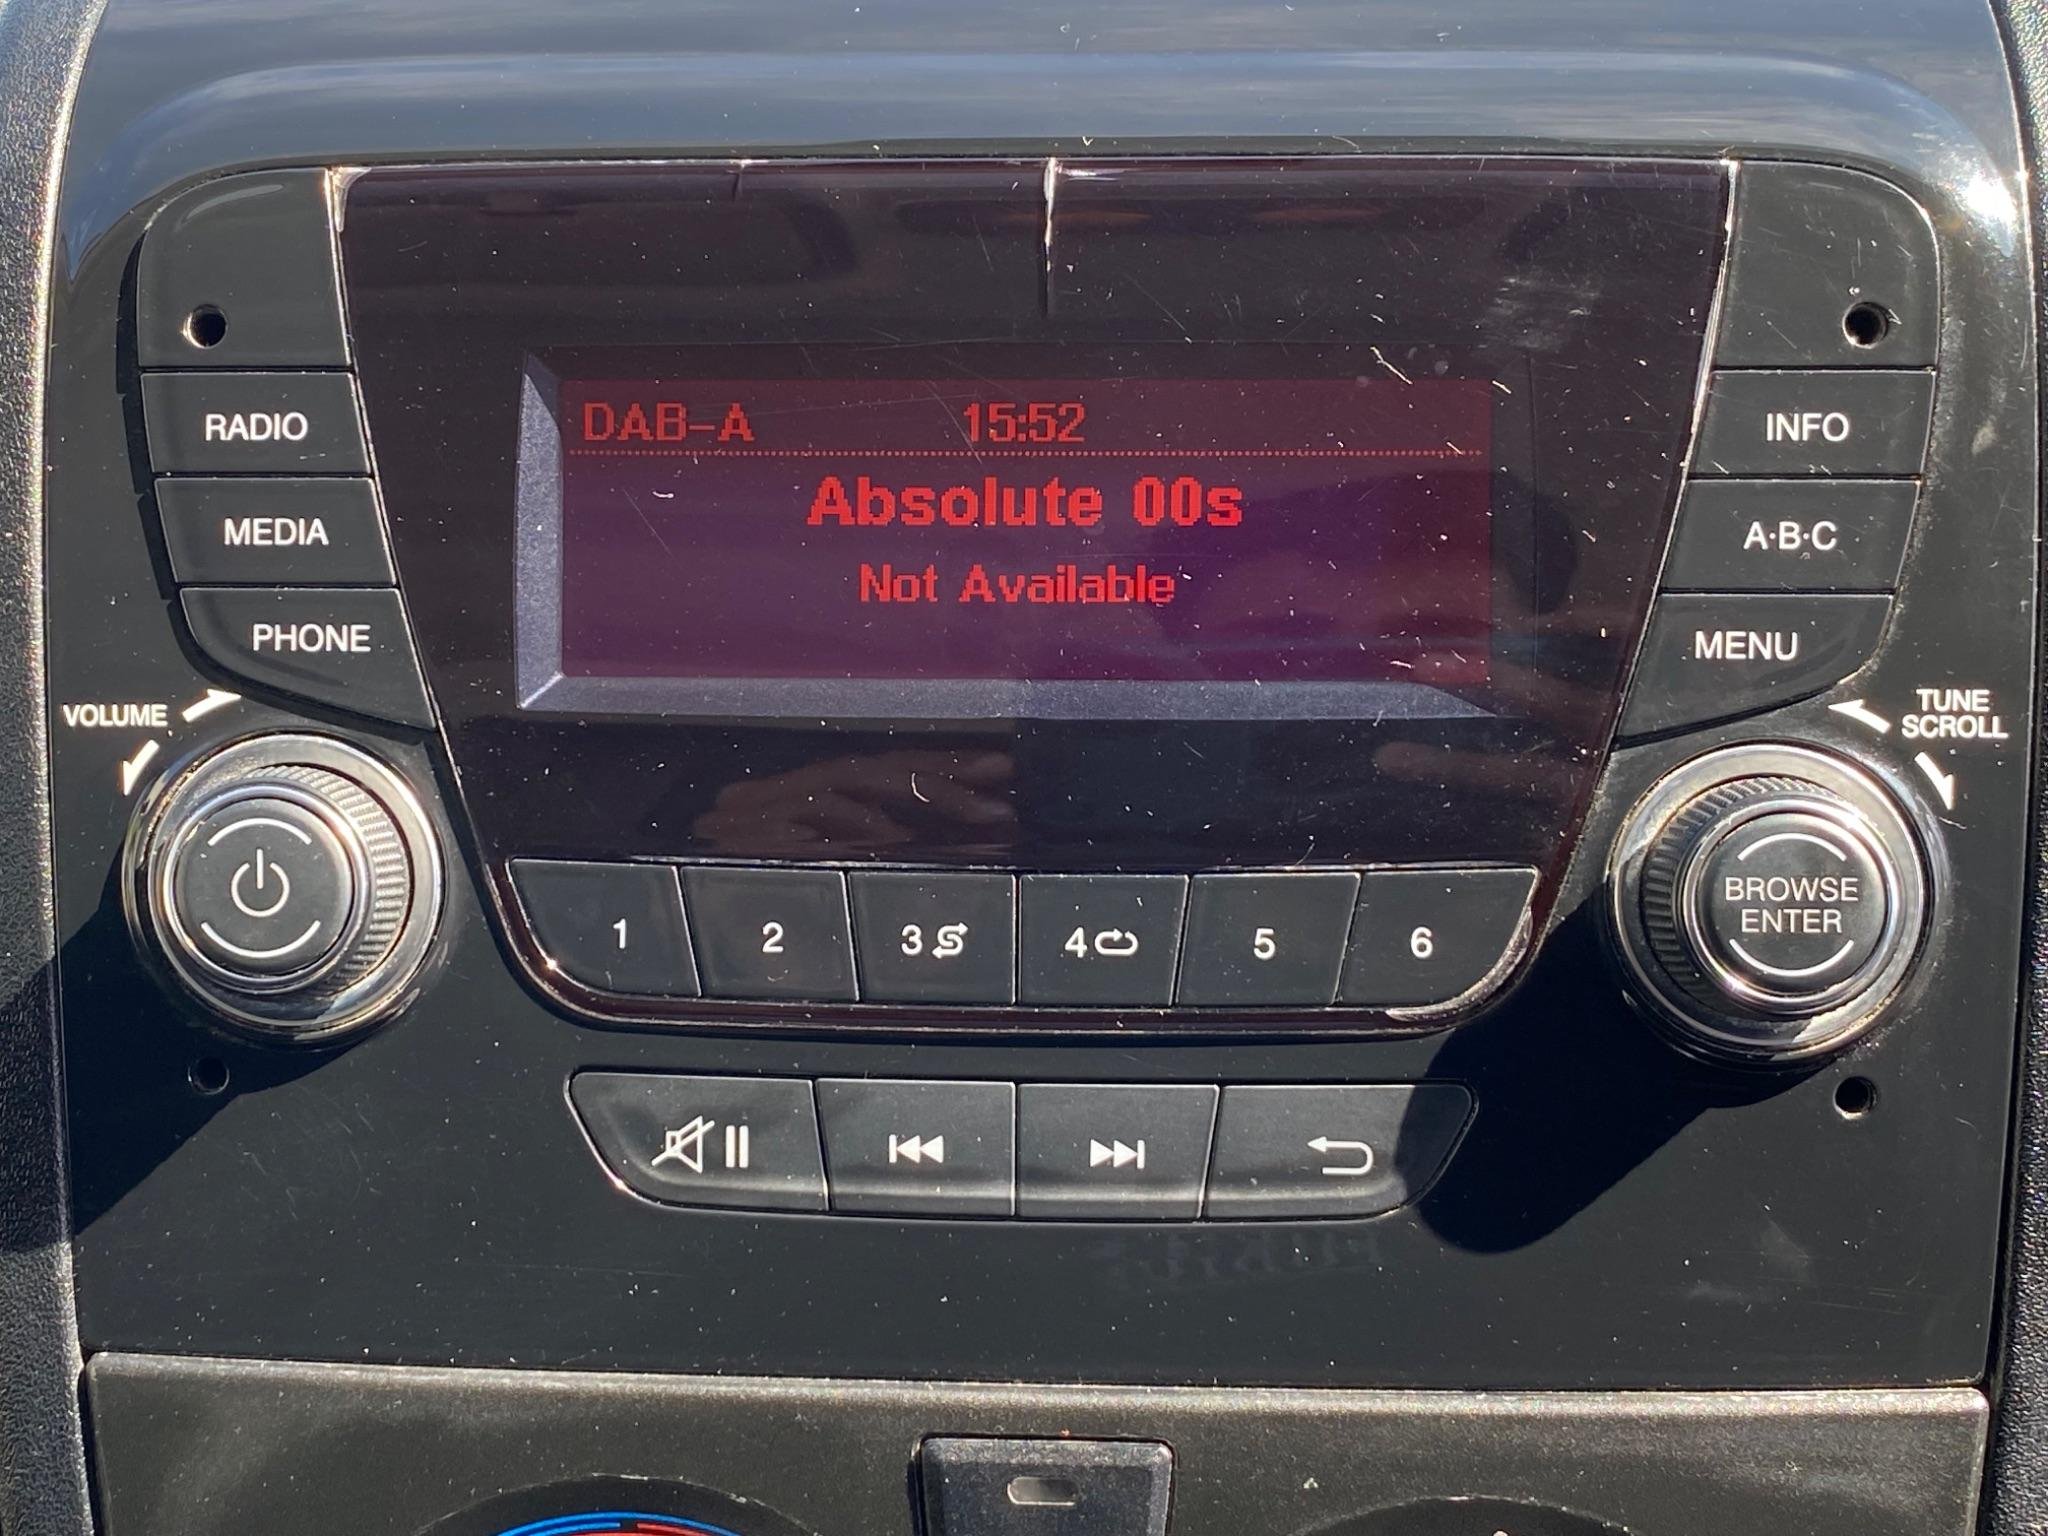 DAB-A 15:52
Absolute 00s
Not Available
RADIO
MEDIA
PHONE
VOLUME
INFO
A·B·C
MENU
TUNE
SCROLL
BROWSE
ENTER
1 2 3 4 5 6